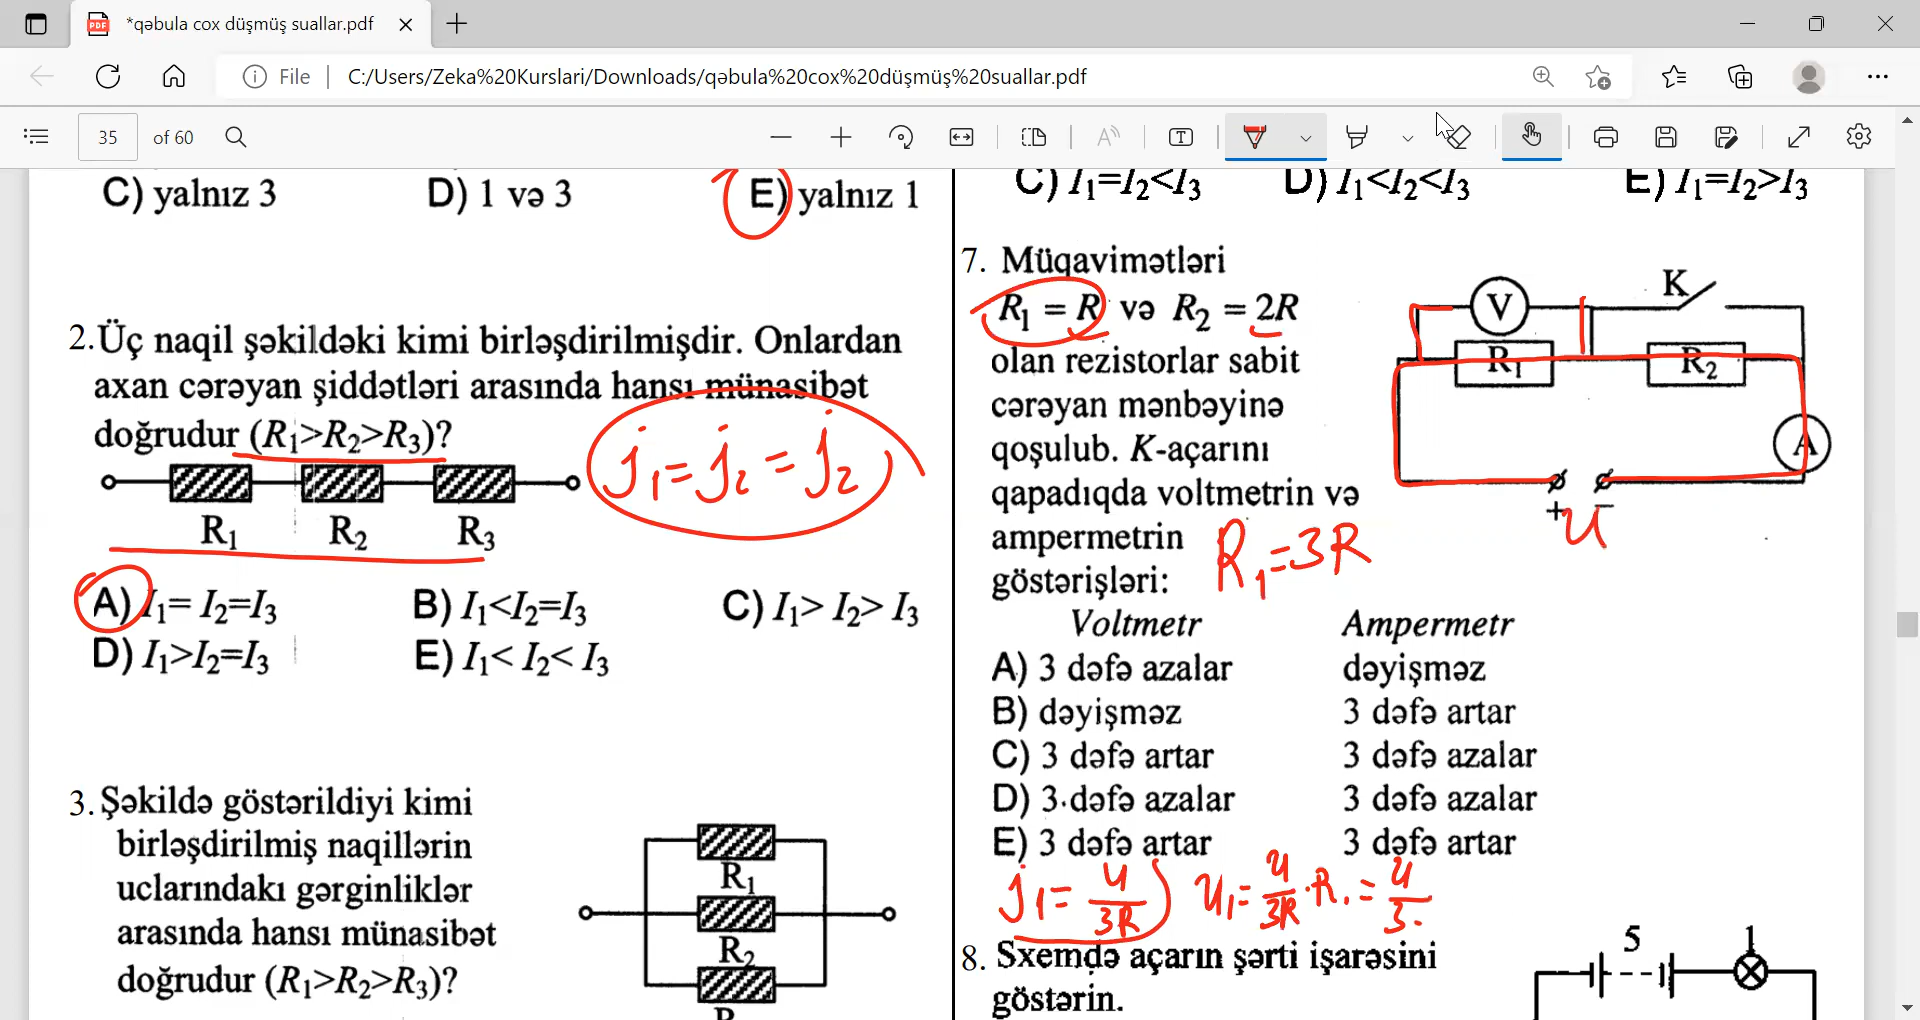 *qəbula cox düşmüş suallar.pdf
File
C:/Users/Zeka%20Kurslari/Downloads/qəbula%20cox%20düşmüş%20suallar.pdf
35 of 60
C) yalnız 3 D) 1 və 3 E) yalnız 1
2. Üç naqil şəkildəki kimi birləşdirilmişdir. Onlardan
axan cərəyan şiddətləri arasında hansı münasibət
doğrudur (R₁>R₂>R₃)?
j₁ = j₂ = j₂
R₁ R₂ R₃
A) I₁= I₂=I₃ B) I₁<I₂=I₃ C) I₁> I₂> I₃
D) I₁>I₂=I₃ E) I₁< I₂< I₃
3. Şəkildə göstərildiyi kimi
birləşdirilmiş naqillərin
uclarındakı gərginliklər
arasında hansı münasibət
doğrudur (R₁>R₂>R₃)?
R₁
R₂
C) I₁=I₂<I₃ D) I₁<I₂<I₃ E) I₁=I₂>I₃
7. Müqavimətləri
R₁ = R və R₂ = 2R
olan rezistorlar sabit
cərəyan mənbəyinə
qoşulub. K-açarını
qapadıqda voltmetrin və
ampermetrin
göstərişləri:
V K
R₁ R₂
A
+ −
U
R₁=3R
Voltmetr Ampermetr
A) 3 dəfə azalar dəyişməz
B) dəyişməz 3 dəfə artar
C) 3 dəfə artar 3 dəfə azalar
D) 3 dəfə azalar 3 dəfə azalar
E) 3 dəfə artar 3 dəfə artar
j₁ = U/3R U₁ = U/3R · R₁ = U/3
8. Sxemdə açarın şərti işarəsini
göstərin.
5 1